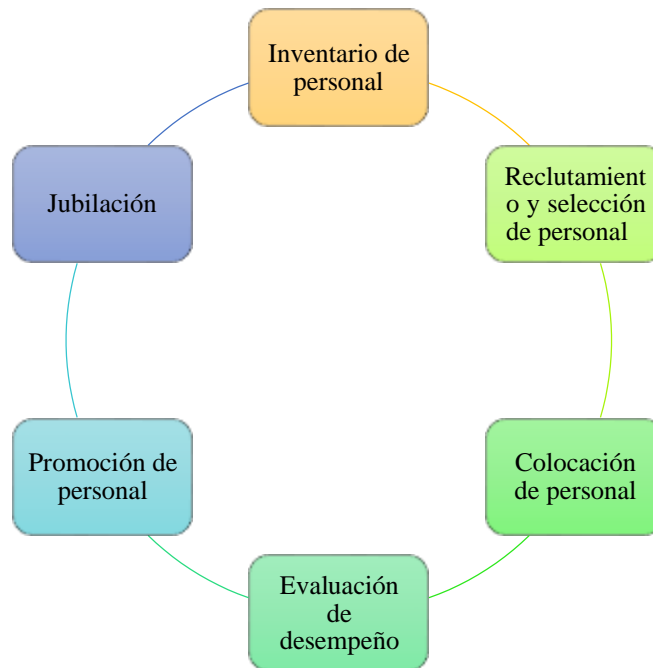 Inventario de
personal
Reclutamient
o y selección
de personal
Colocación
de personal
Evaluación
de
desempeño
Promoción de
personal
Jubilación